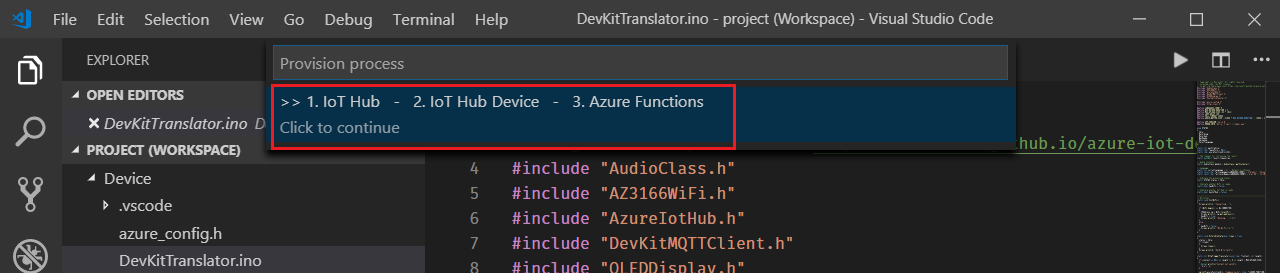 File Edit Selection View Go Debug Terminal Help DevKitTranslator.ino - project (Workspace) - Visual Studio Code
EXPLORER
Provision process
OPEN EDITORS
>> 1. IoT Hub - 2. IoT Hub Device - 3. Azure Functions
DevKitTranslator.ino D
Click to continue
PROJECT (WORKSPACE)
hub.io/azure-iot-d
Device
4 #include "AudioClass.h"
.vscode
5 #include "AZ3166WiFi.h"
azure_config.h
6 #include "AzureIotHub.h"
7 #include "DevKitMQTTClient.h"
DevKitTranslator.ino
8 #include "OLEDDisplay.h"